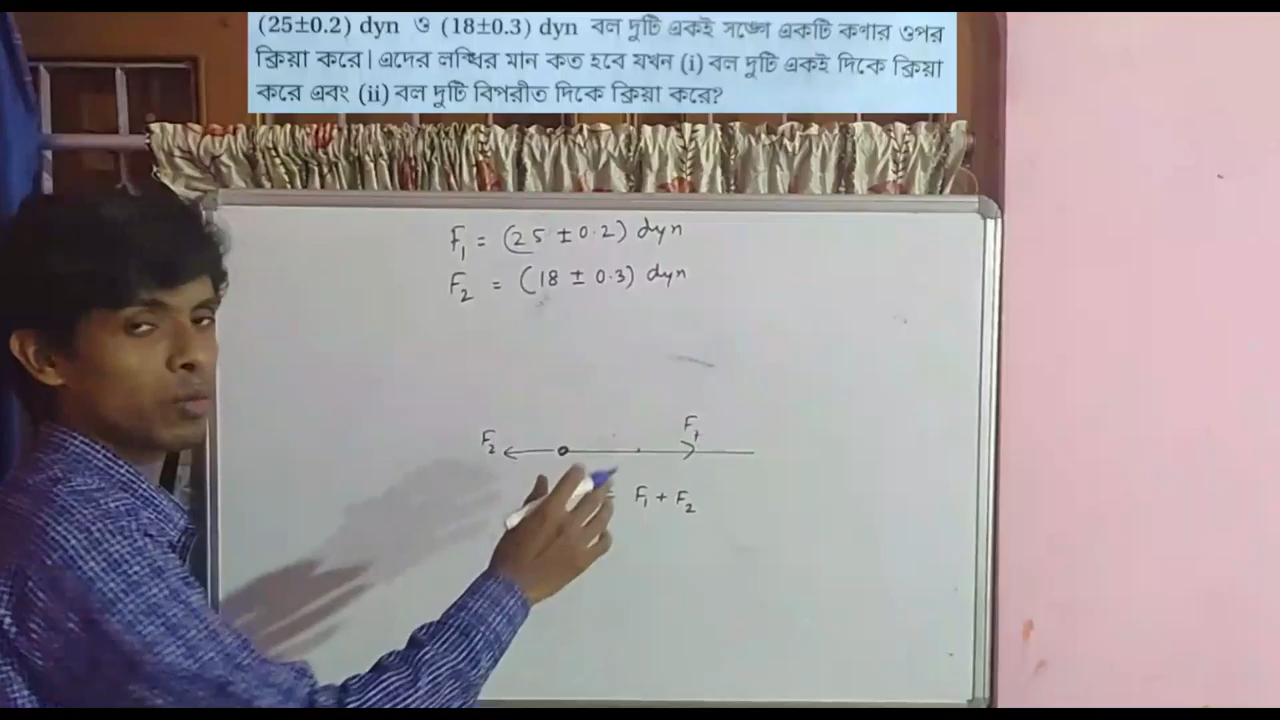 (25±0.2) dyn ও (18±0.3) dyn বল দুটি একই সঙ্গে একটি কণার ওপর
ক্রিয়া করে| এদের লব্ধির মান কত হবে যখন (i) বল দুটি একই দিকে ক্রিয়া
করে এবং (ii) বল দুটি বিপরীত দিকে ক্রিয়া করে?
F₁ = (25 ± 0.2) dyn
F₂ = (18 ± 0.3) dyn
F₂ F₁
= F₁ + F₂